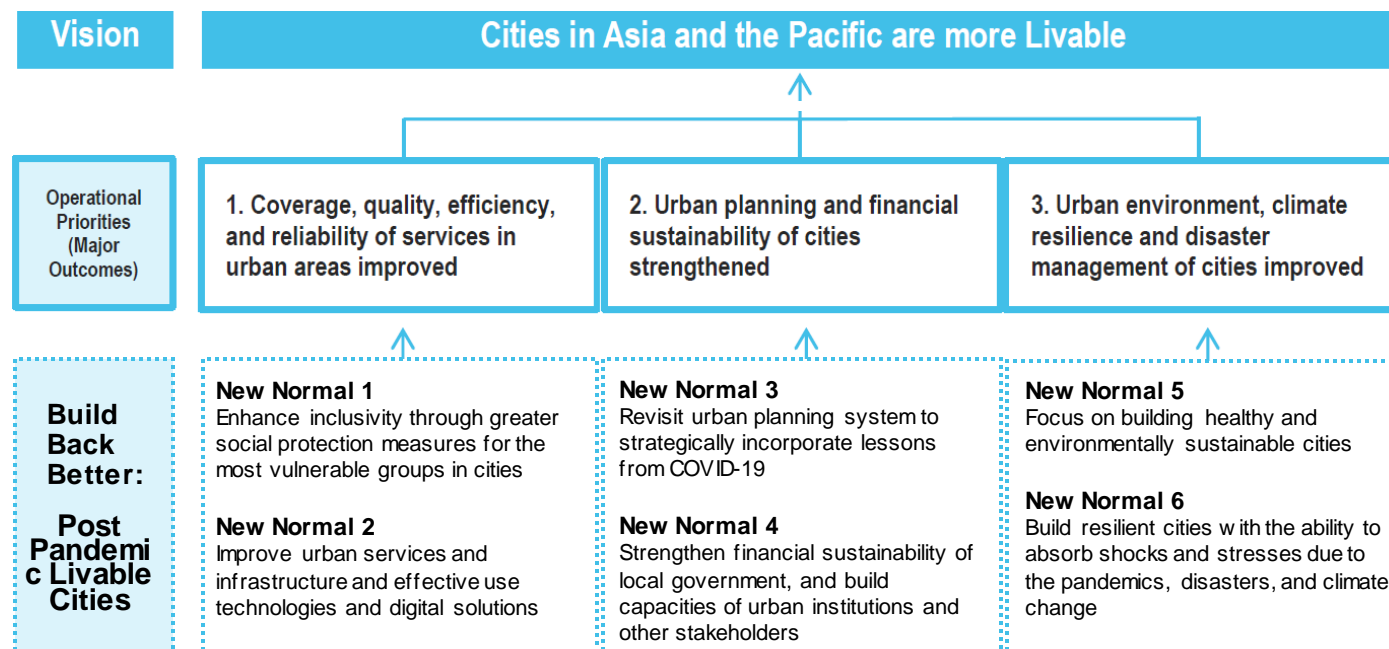 Vision
Cities in Asia and the Pacific are more Livable
Operational
Priorities
(Major
Outcomes)
1. Coverage, quality, efficiency,
and reliability of services in
urban areas improved
2. Urban planning and financial
sustainability of cities
strengthened
3. Urban environment, climate
resilience and disaster
management of cities improved
Build
Back
Better:
Post
Pandemi
c Livable
Cities
New Normal 1
Enhance inclusivity through greater
social protection measures for the
most vulnerable groups in cities
New Normal 2
Improve urban services and
infrastructure and effective use
technologies and digital solutions
New Normal 3
Revisit urban planning system to
strategically incorporate lessons
from COVID-19
New Normal 4
Strengthen financial sustainability of
local government, and build
capacities of urban institutions and
other stakeholders
New Normal 5
Focus on building healthy and
environmentally sustainable cities
New Normal 6
Build resilient cities with the ability to
absorb shocks and stresses due to
the pandemics, disasters, and climate
change